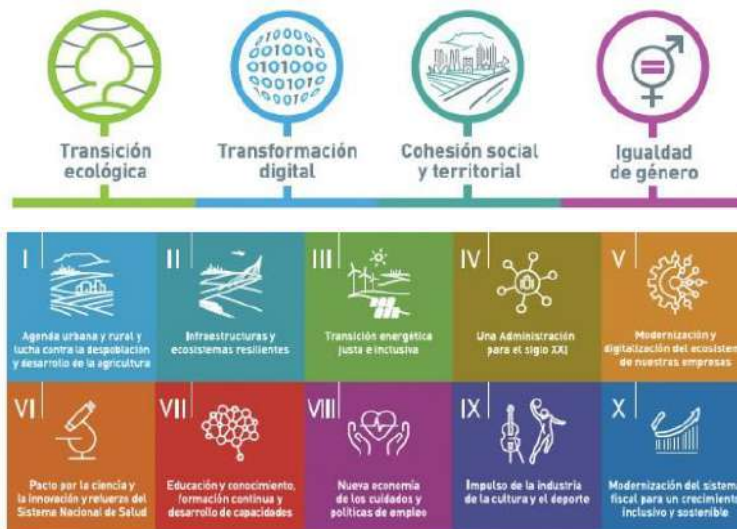 Transición
ecológica
Transformación
digital
Cohesión social
y territorial
Igualdad
de género
I
Agenda urbana y rural y
lucha contra la despoblación
y desarrollo de la agricultura
II
Infraestructuras y
ecosistemas resilientes
III
Transición energética
justa e inclusiva
IV
Una Administración
para el siglo XXI
V
Modernización y
digitalización del ecosistema
de nuestras empresas
VI
Pacto por la ciencia y
la innovación y refuerzo del
Sistema Nacional de Salud
VII
Educación y conocimiento,
formación continua y
desarrollo de capacidades
VIII
Nueva economía
de los cuidados y
políticas de empleo
IX
Impulso de la industria
de la cultura y el deporte
X
Modernización del sistema
fiscal para un crecimiento
inclusivo y sostenible